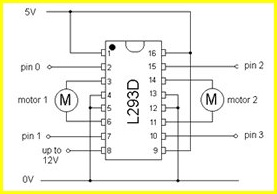 5V
1
16
pin 0
2
15
pin 2
3
14
motor 1
M
4
L293D
13
M
motor 2
5
12
6
11
pin 1
7
10
pin 3
up to
12V
8
9
0V